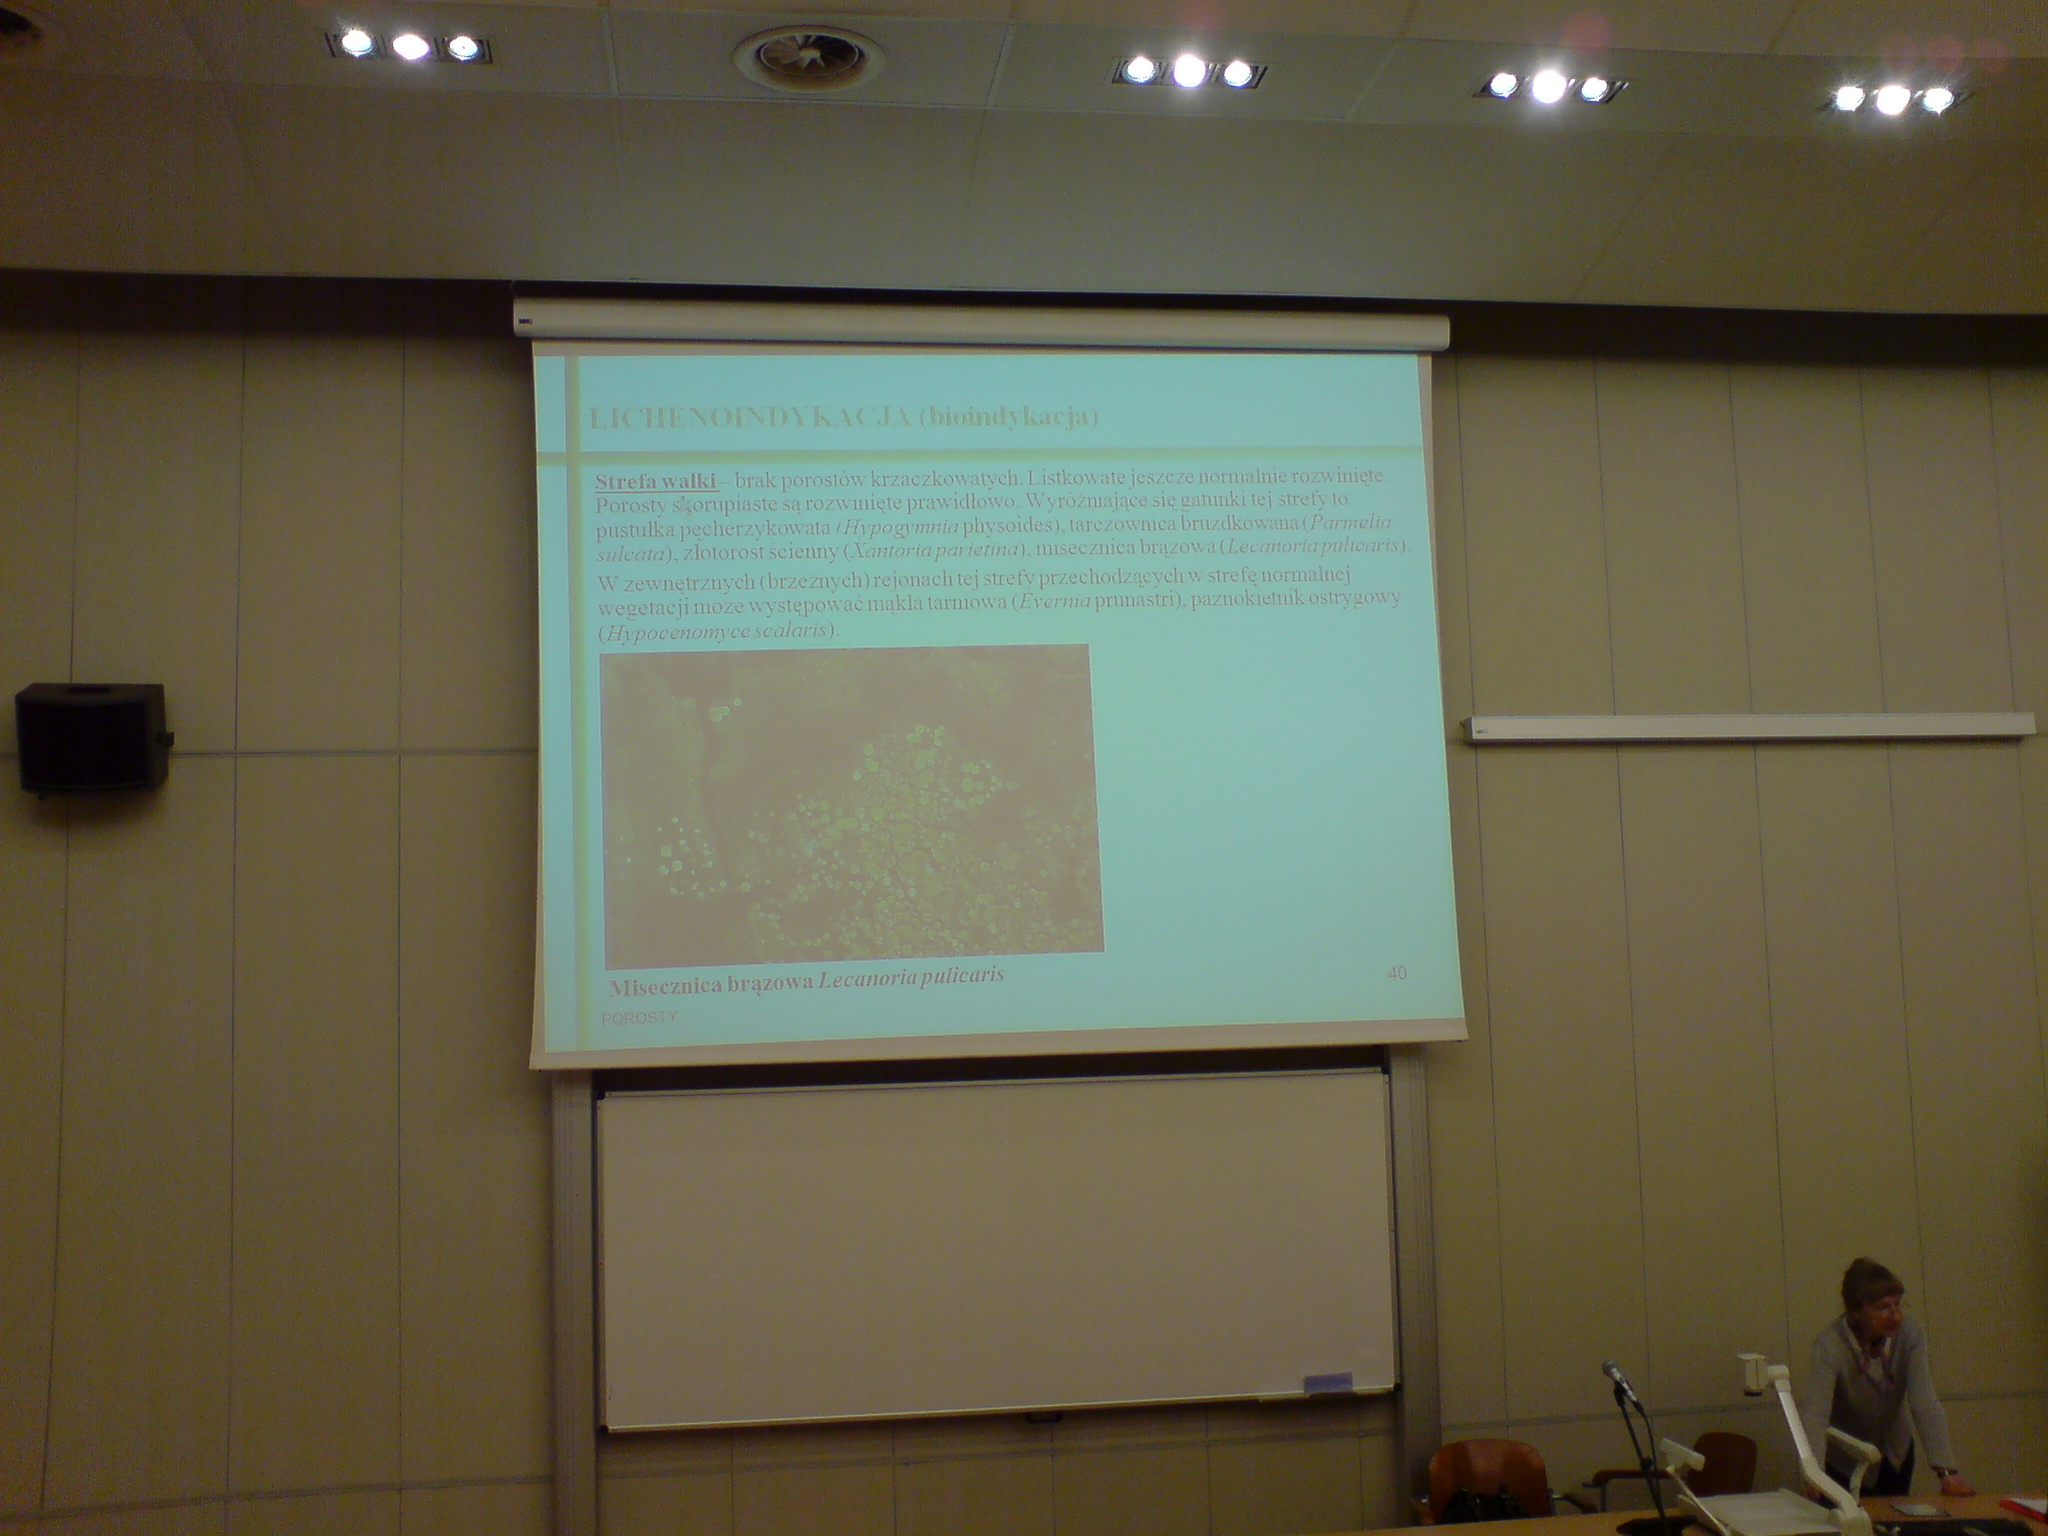 LICHENOINDYKACJA (bioindykacja)
Strefa walki – brak porostów krzaczkowatych. Listkowate jeszcze normalnie rozwinięte
Porosty skorupiaste są rozwinięte prawidłowo. Wyróżniające się gatunki tej strefy to
pustułka pęcherzykowata (Hypogymnia physoides), tarczownica bruzdkowana (Parmelia
sulcata), złotorost ścienny (Xantoria parietina), misecznica brązowa (Lecanoria pulicaris).
W zewnętrznych (brzeżnych) rejonach tej strefy przechodzących w strefę normalnej
wegetacji może występować mąkla tarniowa (Evernia prunastri), paznokietnik ostrygowy
(Hypocenomyce scalaris).
Misecznica brązowa Lecanoria pulicaris
40
POROSTY